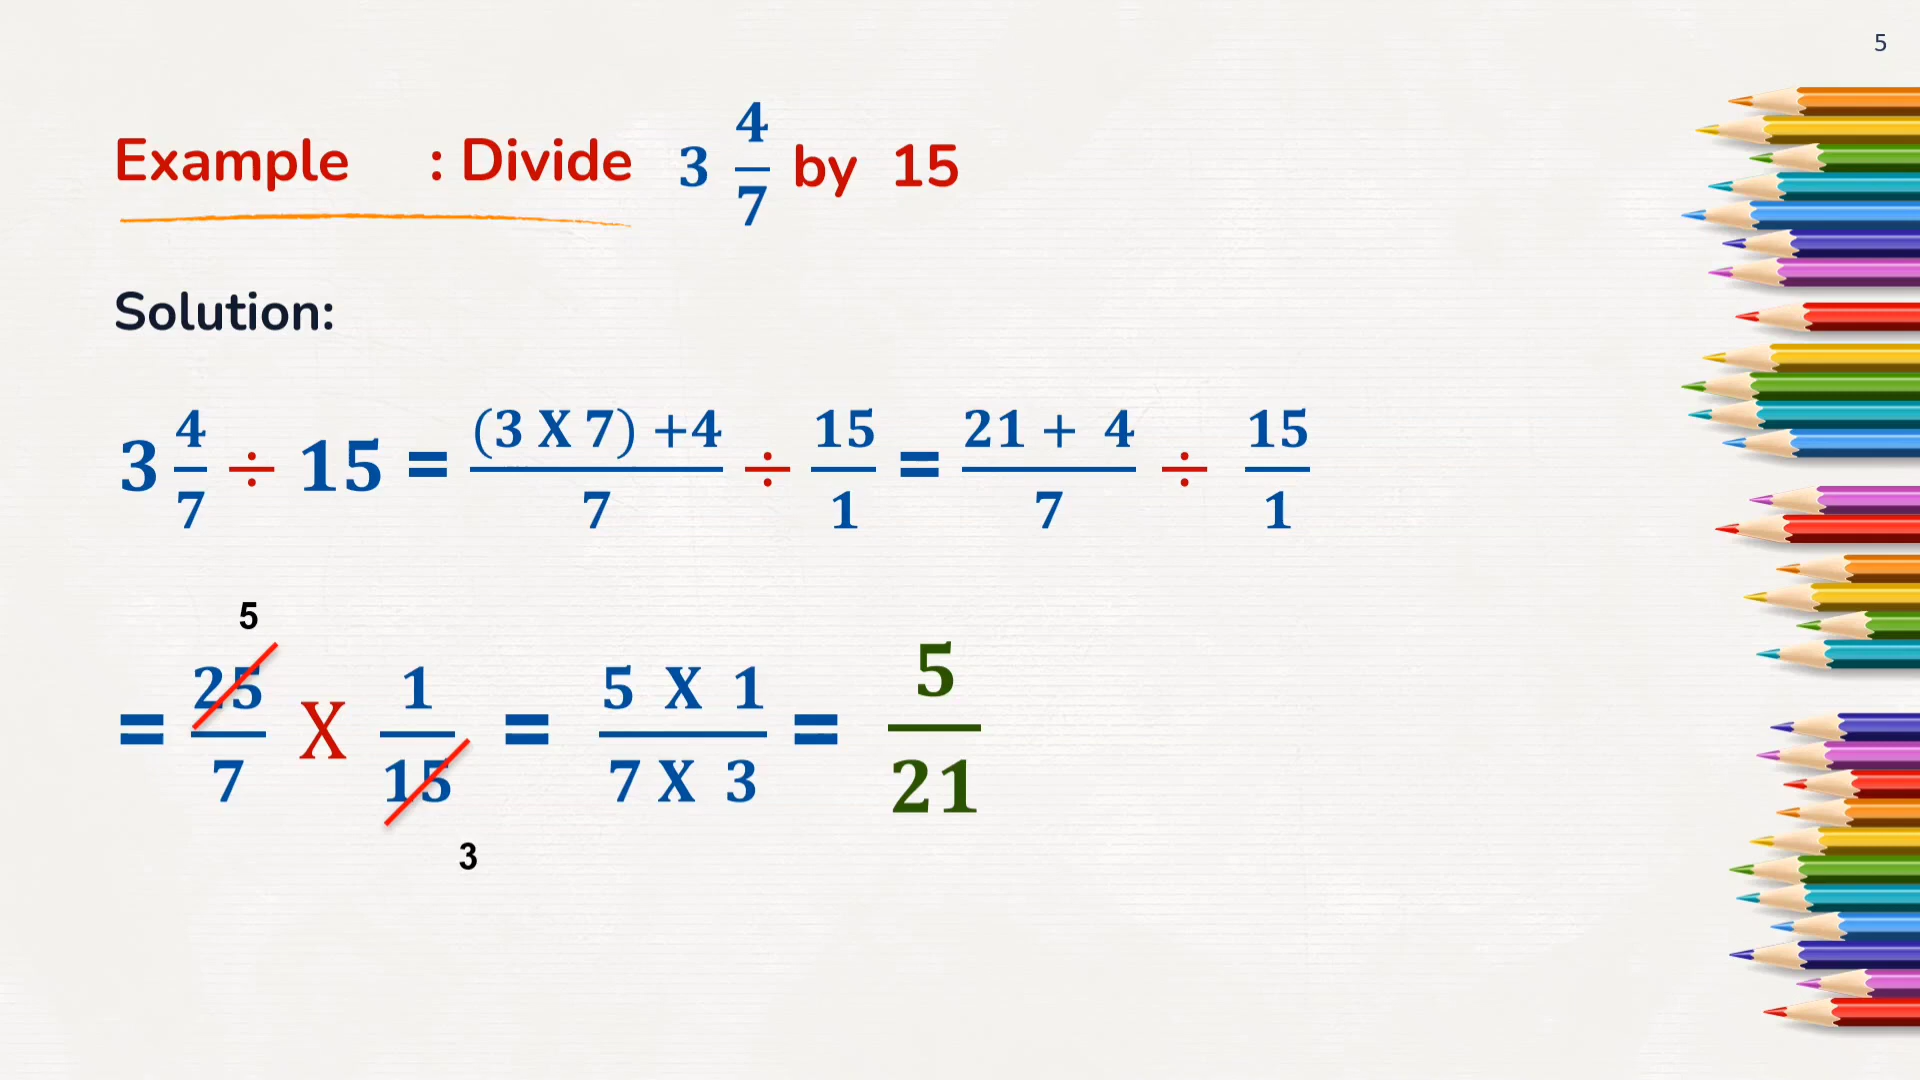 5
Example : Divide 3 4/7 by 15
Solution:
3 4/7 ÷ 15 = (3 X 7) +4/7 ÷ 15/1 = 21 + 4/7 ÷ 15/1
5
= 25/7 X 1/15 = 5 X 1/7 X 3 = 5/21
3